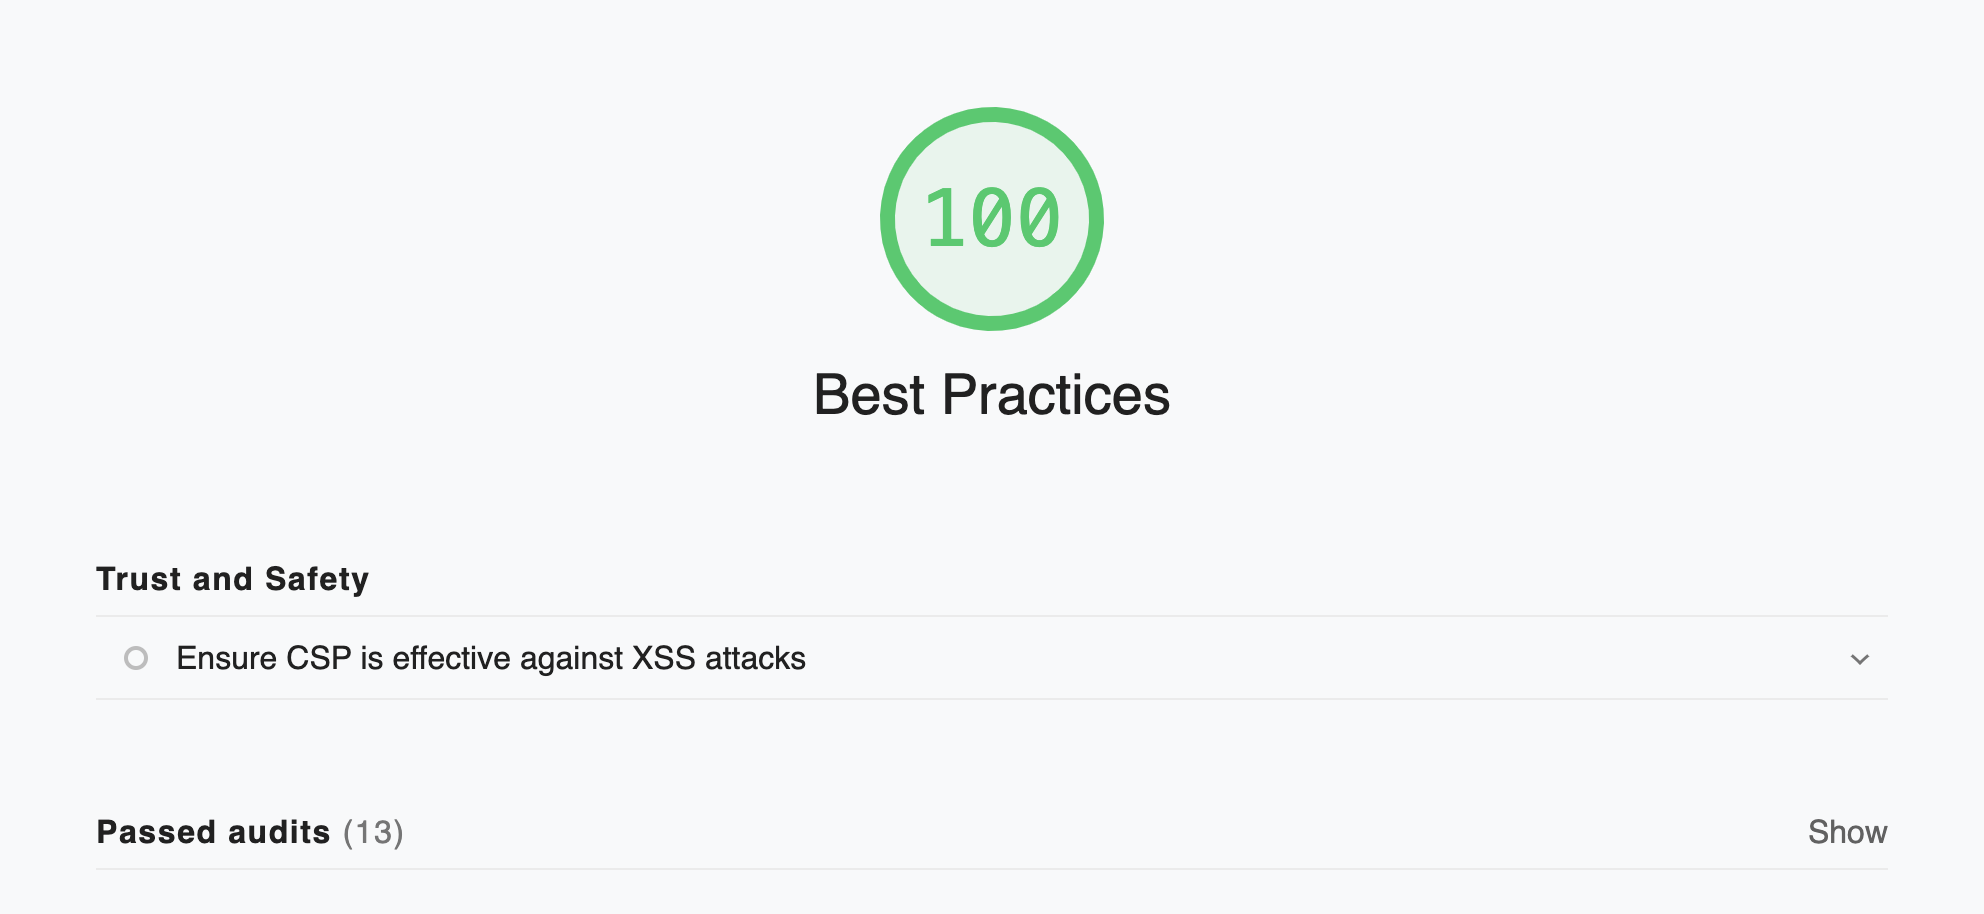 100
Best Practices
Trust and Safety
Ensure CSP is effective against XSS attacks
Passed audits (13)
Show